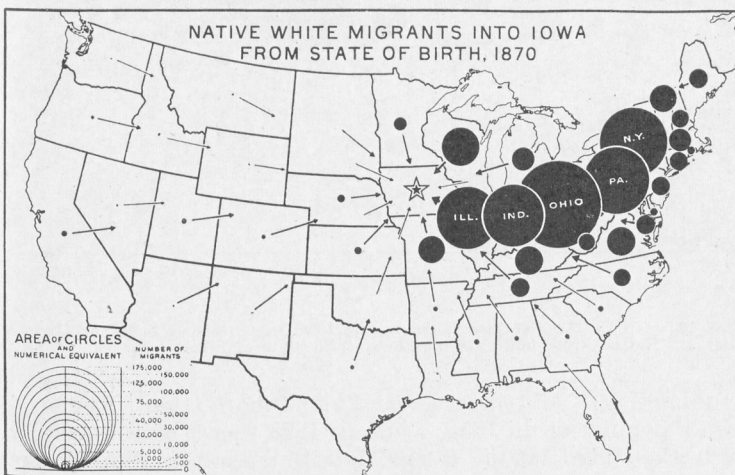 NATIVE WHITE MIGRANTS INTO IOWA
FROM STATE OF BIRTH, 1870
N.Y.
PA.
OHIO
IND.
ILL.
AREA OF CIRCLES
AND
NUMERICAL EQUIVALENT
NUMBER OF
MIGRANTS
175,000
150,000
125,000
100,000
75,000
50,000
30,000
40,000
20,000
10,000
5,000
500
100
0